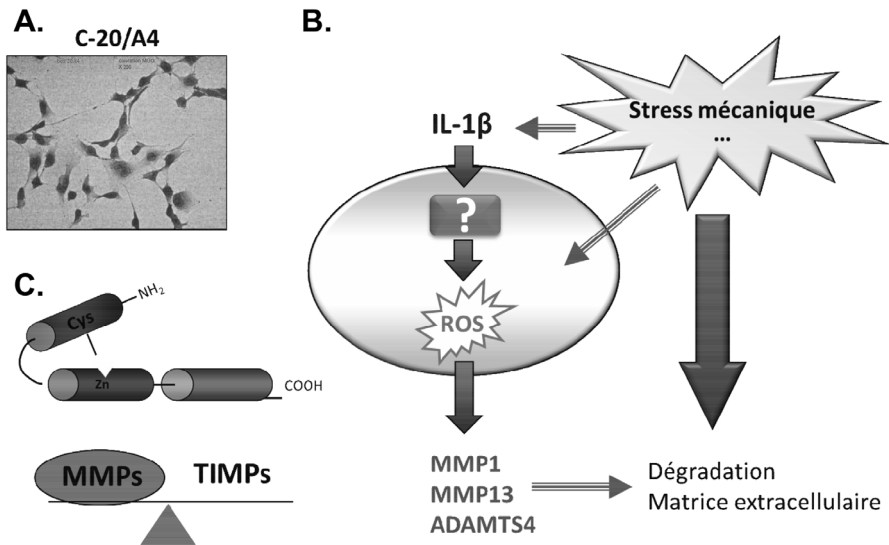 A.
C-20/A4
B.
Stress mécanique
...
IL-1β
?
ROS
MMP1
MMP13
ADAMTS4
Dégradation
Matrice extracellulaire
C.
NH2
Cys
Zn
COOH
MMPs
TIMPs